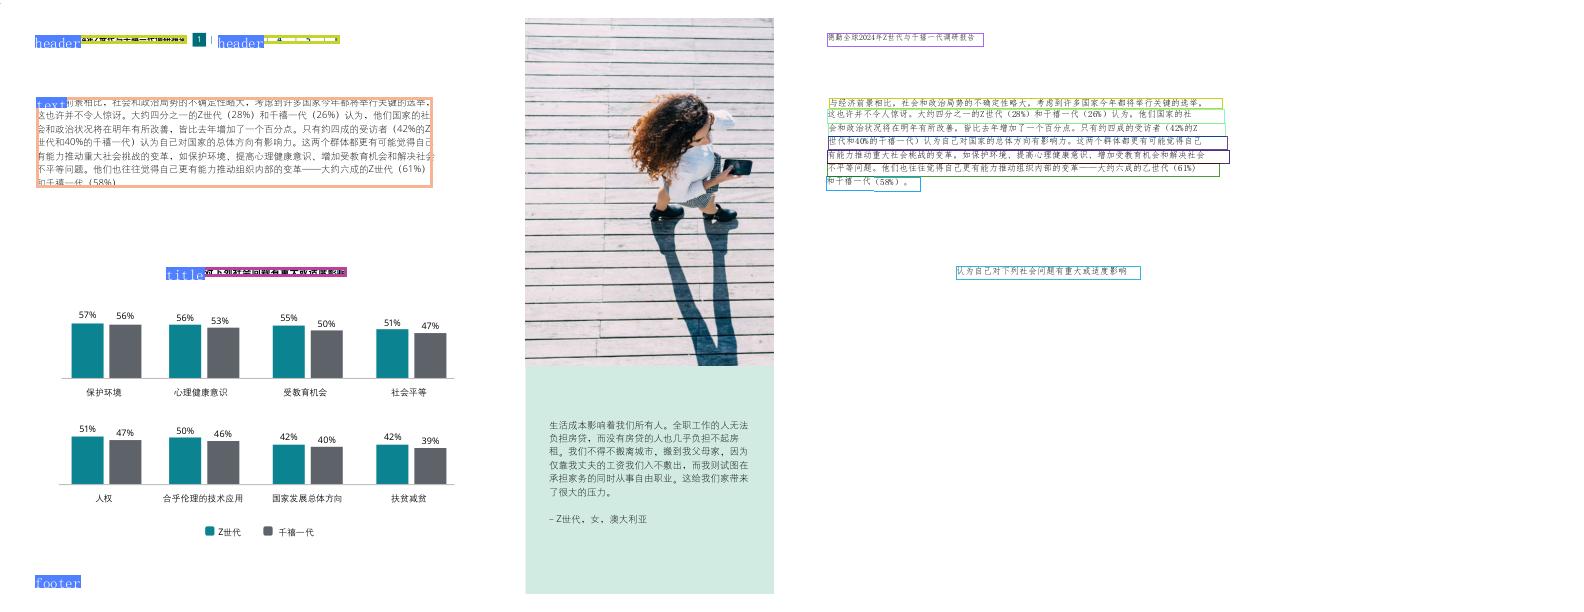 header
1 |
header
text
前景相比，社会和政治局势的不确定性略大，考虑到许多国家今年都将举行关键的选举，
这也许并不令人惊讶。大约四分之一的Z世代（28%）和千禧一代（26%）认为，他们国家的社
会和政治状况将在明年有所改善，皆比去年增加了一个百分点。只有约四成的受访者（42%的Z
世代和40%的千禧一代）认为自己对国家的总体方向有影响力。这两个群体都更有可能觉得自己
有能力推动重大社会挑战的变革，如保护环境、提高心理健康意识、增加受教育机会和解决社会
不平等问题。他们也往往觉得自己更有能力推动组织内部的变革——大约六成的Z世代（61%）
和千禧一代（58%）
title
对下列社会问题有重大或适度影响
57% 56% 56% 53% 55% 50% 51% 47%
保护环境 心理健康意识 受教育机会 社会平等
51% 47% 50% 46% 42% 40% 42% 39%
人权 合乎伦理的技术应用 国家发展总体方向 扶贫减贫
Z世代 千禧一代
footer
生活成本影响着我们所有人。全职工作的人无法
负担房贷，而没有房贷的人也几乎负担不起房
租。我们不得不搬离城市，搬到我父母家，因为
仅靠我丈夫的工资我们入不敷出，而我则试图在
承担家务的同时从事自由职业。这给我们家带来
了很大的压力。
– Z世代，女，澳大利亚
德勤全球2024年Z世代与千禧一代调研报告
与经济前景相比，社会和政治局势的不确定性略大，考虑到许多国家今年都将举行关键的选举，
这也许并不令人惊讶。大约四分之一的Z世代（28%）和千禧一代（26%）认为，他们国家的社
会和政治状况将在明年有所改善，皆比去年增加了一个百分点。只有约四成的受访者（42%的Z
世代和40%的千禧一代）认为自己对国家的总体方向有影响力。这两个群体都更有可能觉得自己
有能力推动重大社会挑战的变革，如保护环境、提高心理健康意识、增加受教育机会和解决社会
不平等问题。他们也往往觉得自己更有能力推动组织内部的变革——大约六成的乙世代（61%）
和千禧一代（58%）。
认为自己对下列社会问题有重大或适度影响